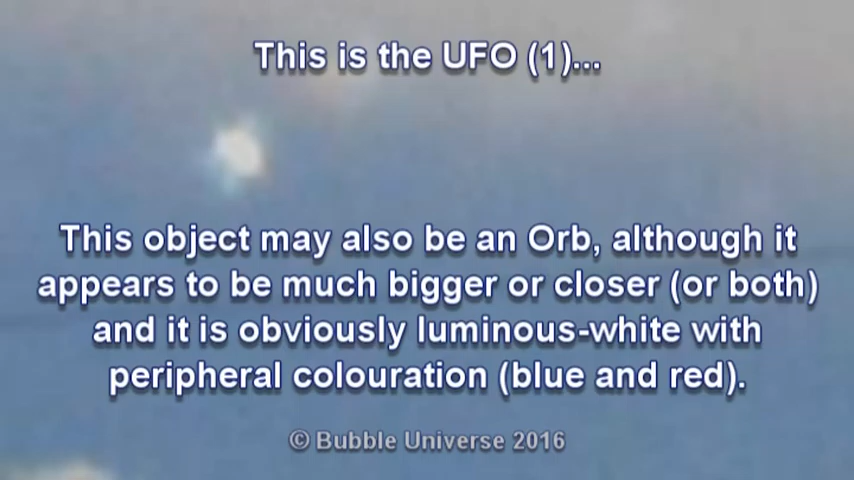 This is the UFO (1)...
This object may also be an Orb, although it
appears to be much bigger or closer (or both)
and it is obviously luminous-white with
peripheral colouration (blue and red).
© Bubble Universe 2016